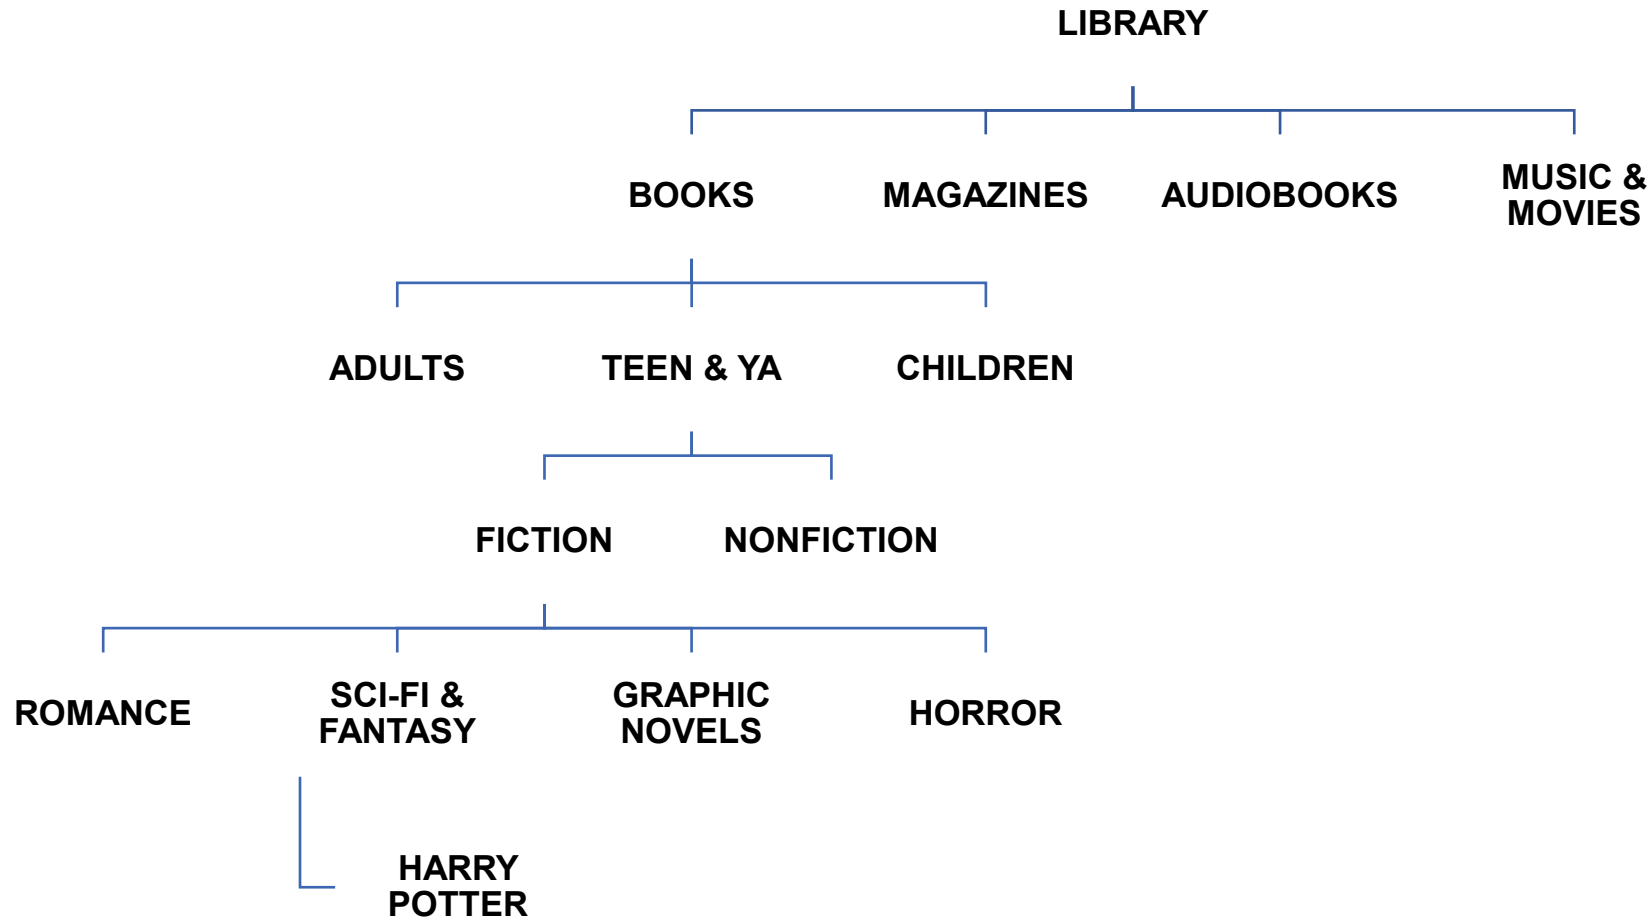 LIBRARY
BOOKS
MAGAZINES
AUDIOBOOKS
MUSIC &
MOVIES
ADULTS
TEEN & YA
CHILDREN
FICTION
NONFICTION
ROMANCE
SCI-FI &
FANTASY
GRAPHIC
NOVELS
HORROR
HARRY
POTTER